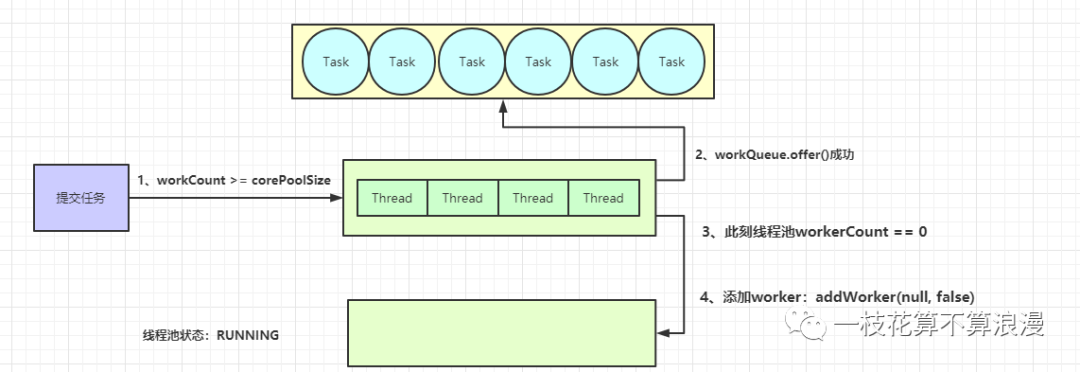 Task Task Task Task Task Task
2、workQueue.offer()成功
1、workCount >= corePoolSize
提交任务
Thread Thread Thread Thread
3、此刻线程池workerCount == 0
4、添加worker：addWorker(null, false)
一枝花算不算浪漫
线程池状态：RUNNING